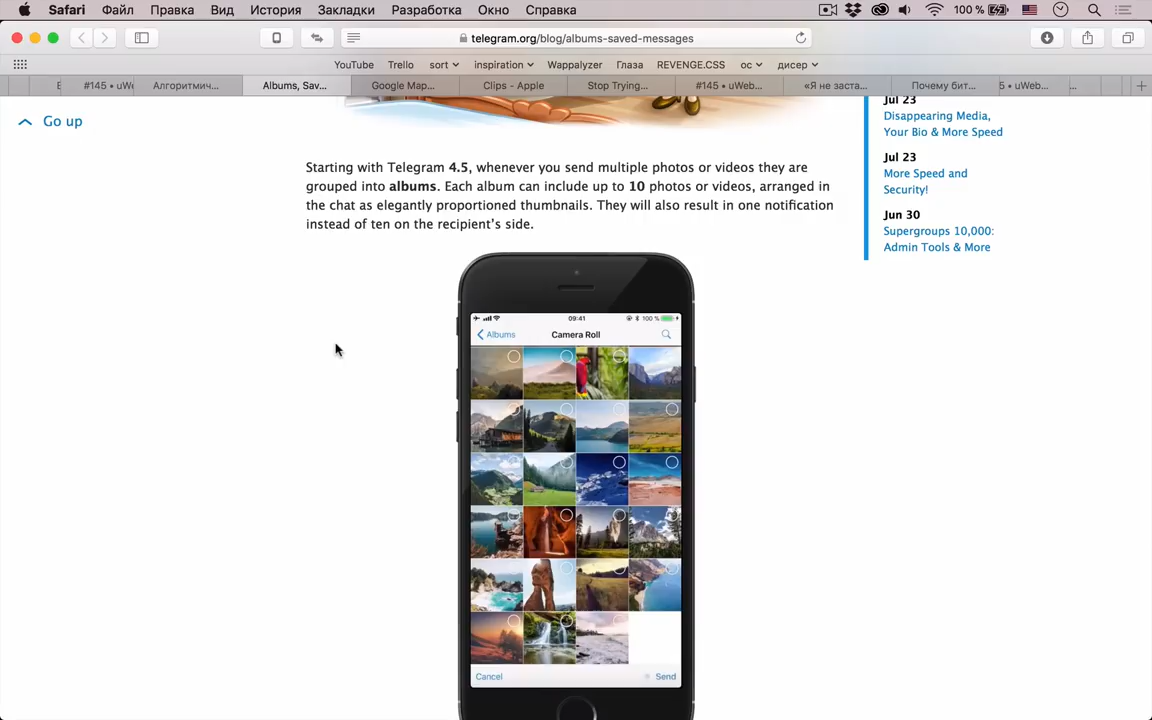 Safari Файл Правка Вид История Закладки Разработка Окно Справка 100 %
telegram.org/blog/albums-saved-messages
YouTube Trello sort inspiration Wappalyzer Глаза REVENGE.CSS ос дисер
#145 • uWe Алгоритмич... Albums, Sav... Google Map... Clips - Apple Stop Trying... #145 • uWeb... «Я не заста... Почему бит... 5 • uWeb...
Go up
Jul 23
Disappearing Media,
Your Bio & More Speed
Jul 23
More Speed and
Security!
Jun 30
Supergroups 10,000:
Admin Tools & More
Starting with Telegram 4.5, whenever you send multiple photos or videos they are
grouped into albums. Each album can include up to 10 photos or videos, arranged in
the chat as elegantly proportioned thumbnails. They will also result in one notification
instead of ten on the recipient's side.
09:41 100 %
Albums Camera Roll
Cancel Send